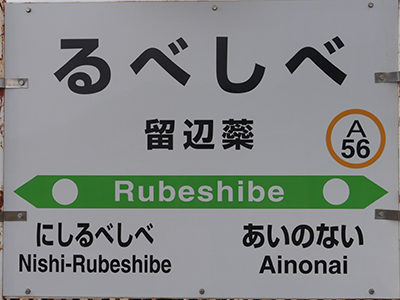 るべしべ
留辺蘂
A
56
Rubeshibe
にしるべしべ
あいのない
Nishi-Rubeshibe
Ainonai